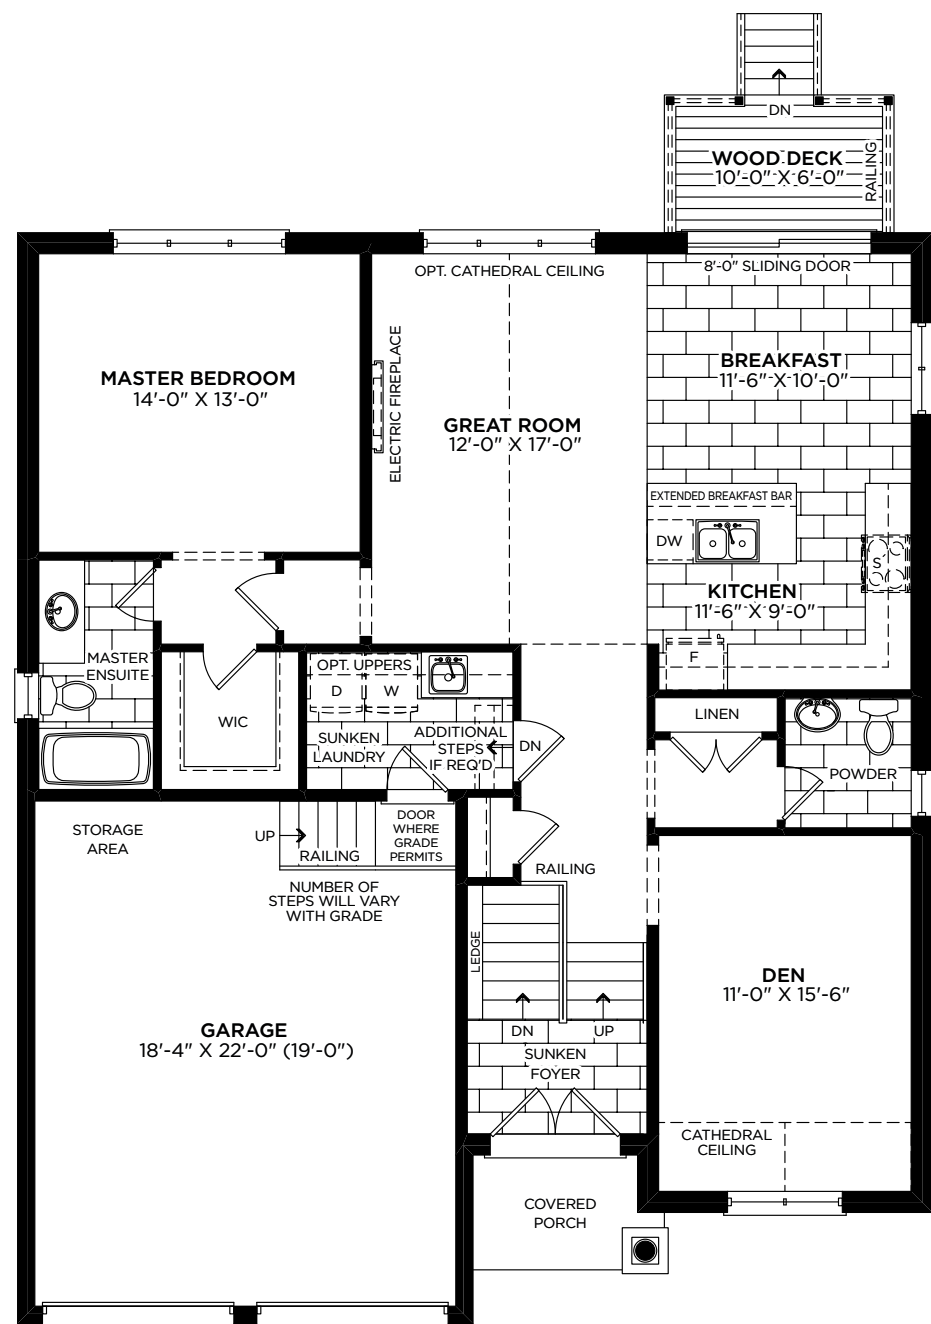 DN
WOOD DECK
10'-0" X 6'-0"
RAILING
OPT. CATHEDRAL CEILING
8'-0" SLIDING DOOR
MASTER BEDROOM
14'-0" X 13'-0"
ELECTRIC FIREPLACE
GREAT ROOM
12'-0" X 17'-0"
BREAKFAST
11'-6" X 10'-0"
EXTENDED BREAKFAST BAR
DW
S
KITCHEN
11'-6" X 9'-0"
F
MASTER
ENSUITE
WIC
OPT. UPPERS
D
W
SUNKEN
LAUNDRY
ADDITIONAL
STEPS
IF REQ'D
DN
LINEN
POWDER
STORAGE
AREA
UP
RAILING
DOOR
WHERE
GRADE
PERMITS
NUMBER OF
STEPS WILL VARY
WITH GRADE
RAILING
LEDGE
DN
UP
SUNKEN
FOYER
DEN
11'-0" X 15'-6"
GARAGE
18'-4" X 22'-0" (19'-0")
CATHEDRAL
CEILING
COVERED
PORCH